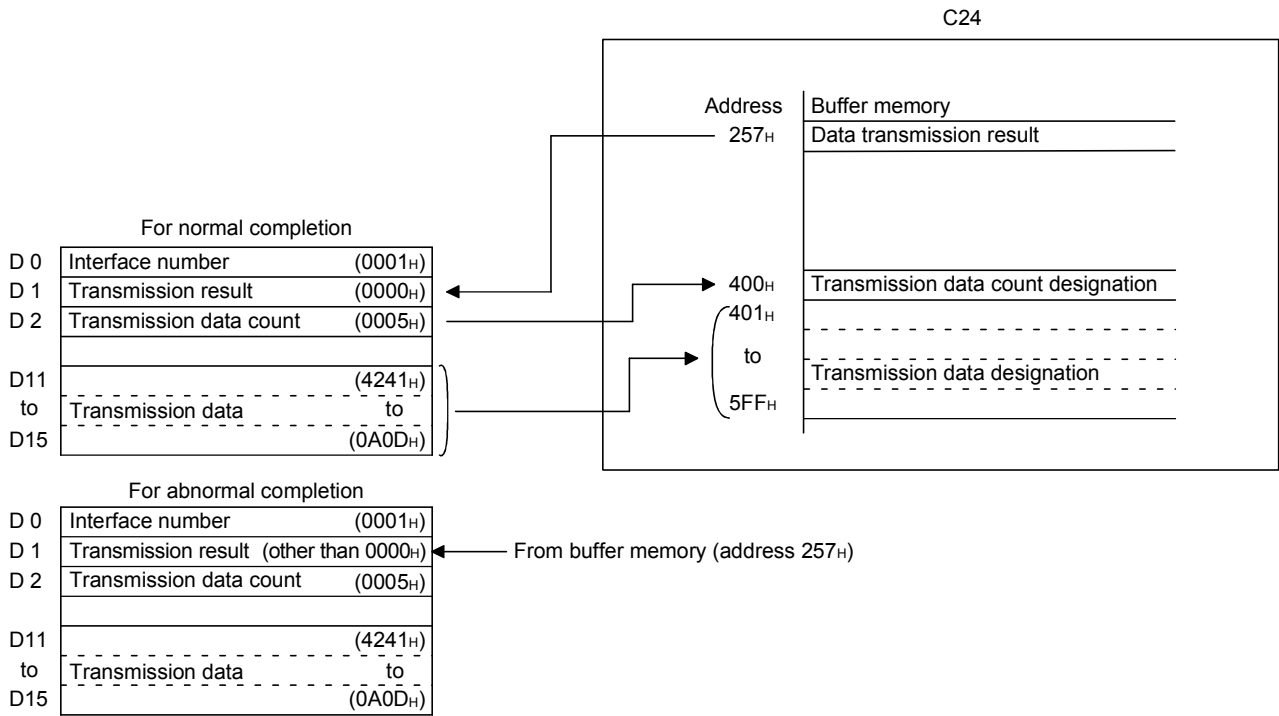 C24
Address Buffer memory
257H Data transmission result
400H Transmission data count designation
401H
to
Transmission data designation
5FFH
For normal completion
D 0 Interface number (0001H)
D 1 Transmission result (0000H)
D 2 Transmission data count (0005H)
D11 (4241H)
to Transmission data to
D15 (0A0DH)
For abnormal completion
D 0 Interface number (0001H)
D 1 Transmission result (other than 0000H) From buffer memory (address 257H)
D 2 Transmission data count (0005H)
D11 (4241H)
to Transmission data to
D15 (0A0DH)